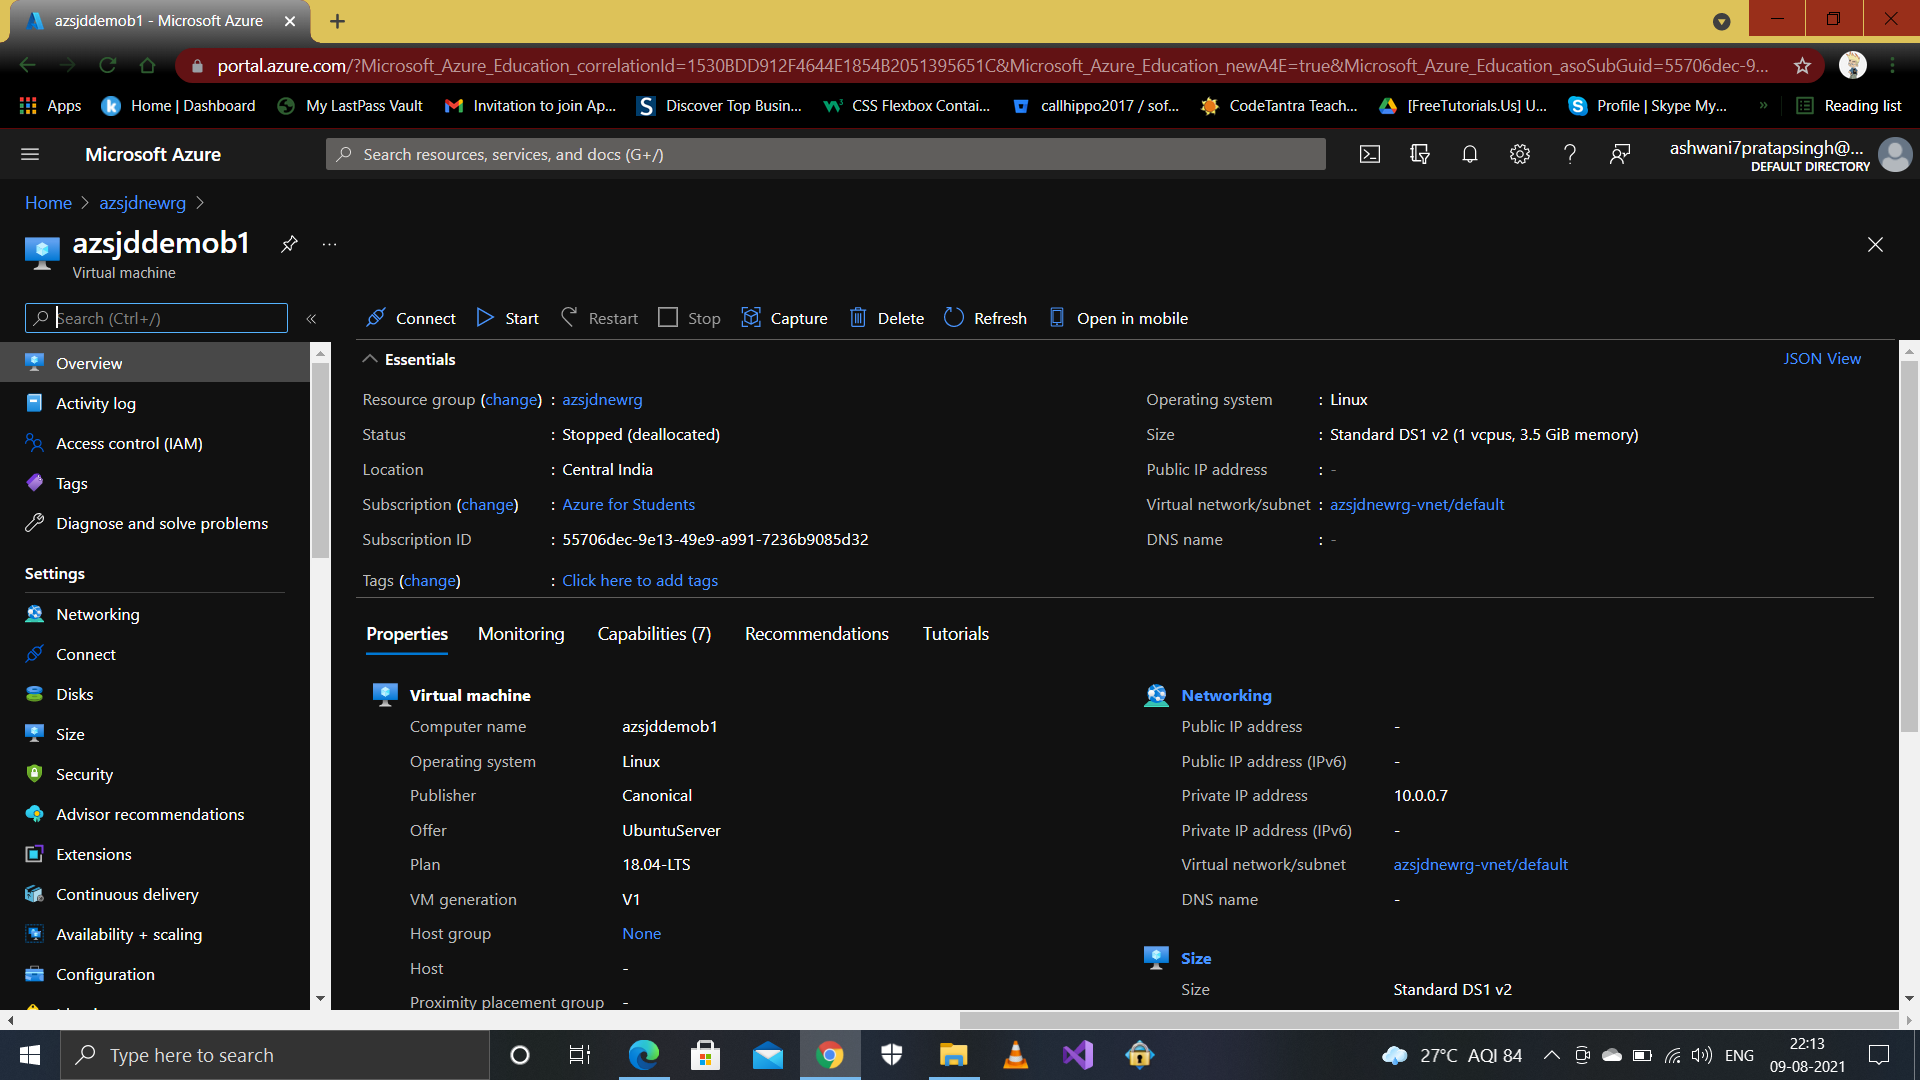 azsjddemob1 - Microsoft Azure
portal.azure.com/?Microsoft_Azure_Education_correlationId=1530BDD912F4644E1854B2051395651C&Microsoft_Azure_Education_newA4E=true&Microsoft_Azure_Education_asoSubGuid=55706dec-9...
Apps Home | Dashboard My LastPass Vault Invitation to join Ap... Discover Top Busin... CSS Flexbox Contai... callhippo2017 / sof... CodeTantra Teach... [FreeTutorials.Us] U... Profile | Skype My... » Reading list
Microsoft Azure
Search resources, services, and docs (G+/)
ashwani7pratapsingh@...
DEFAULT DIRECTORY
Home > azsjdnewrg >
azsjddemob1 ...
Virtual machine
Search (Ctrl+/) «
Connect Start Restart Stop Capture Delete Refresh Open in mobile
Overview
Activity log
Access control (IAM)
Tags
Diagnose and solve problems
Settings
Networking
Connect
Disks
Size
Security
Advisor recommendations
Extensions
Continuous delivery
Availability + scaling
Configuration
Essentials JSON View
Resource group (change) : azsjdnewrg
Status : Stopped (deallocated)
Location : Central India
Subscription (change) : Azure for Students
Subscription ID : 55706dec-9e13-49e9-a991-7236b9085d32
Tags (change) : Click here to add tags
Operating system : Linux
Size : Standard DS1 v2 (1 vcpus, 3.5 GiB memory)
Public IP address : -
Virtual network/subnet : azsjdnewrg-vnet/default
DNS name : -
Properties Monitoring Capabilities (7) Recommendations Tutorials
Virtual machine
Computer name azsjddemob1
Operating system Linux
Publisher Canonical
Offer UbuntuServer
Plan 18.04-LTS
VM generation V1
Host group None
Host -
Proximity placement group -
Networking
Public IP address -
Public IP address (IPv6) -
Private IP address 10.0.0.7
Private IP address (IPv6) -
Virtual network/subnet azsjdnewrg-vnet/default
DNS name -
Size
Size Standard DS1 v2
Type here to search
27°C AQI 84
ENG
22:13
09-08-2021